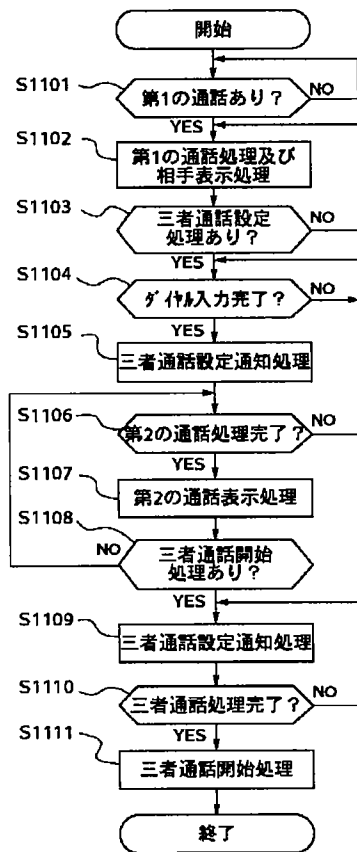 開始
S1101
第1の通話あり？
NO
YES
S1102
第1の通話処理及び
相手表示処理
S1103
三者通話設定
処理あり？
NO
YES
S1104
ダイヤル入力完了？
NO
YES
S1105
三者通話設定通知処理
S1106
第2の通話処理完了？
NO
YES
S1107
第2の通話表示処理
S1108
NO
三者通話開始
処理あり？
YES
S1109
三者通話設定通知処理
S1110
三者通話処理完了？
NO
YES
S1111
三者通話開始処理
終了